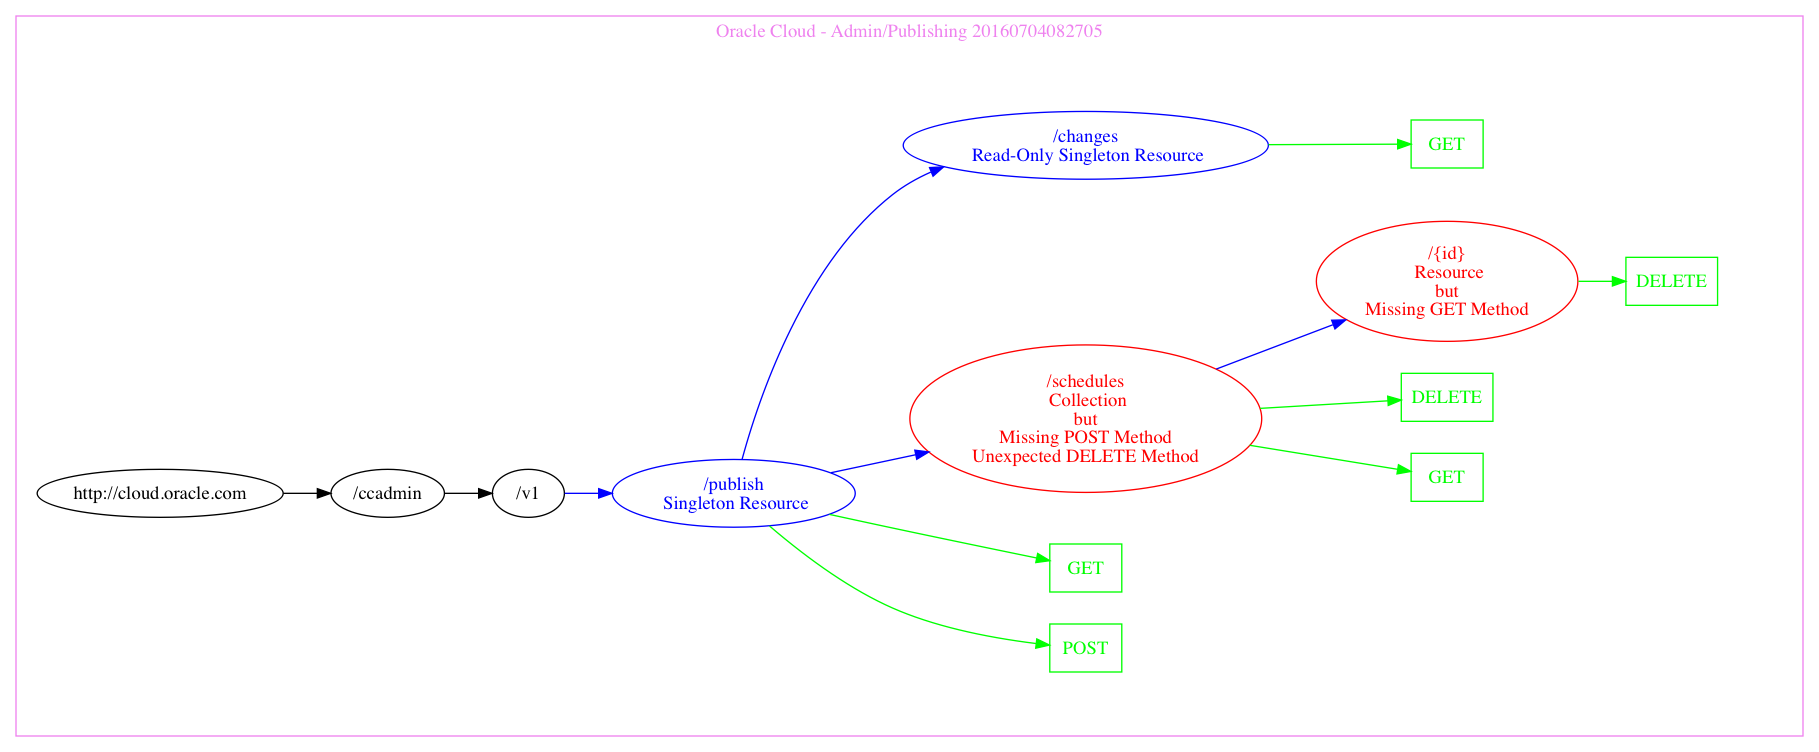 Oracle Cloud - Admin/Publishing 20160704082705
/changes
Read-Only Singleton Resource
GET
/{id}
Resource
but
Missing GET Method
DELETE
/schedules
Collection
but
Missing POST Method
Unexpected DELETE Method
DELETE
GET
http://cloud.oracle.com
/ccadmin
/v1
/publish
Singleton Resource
GET
POST